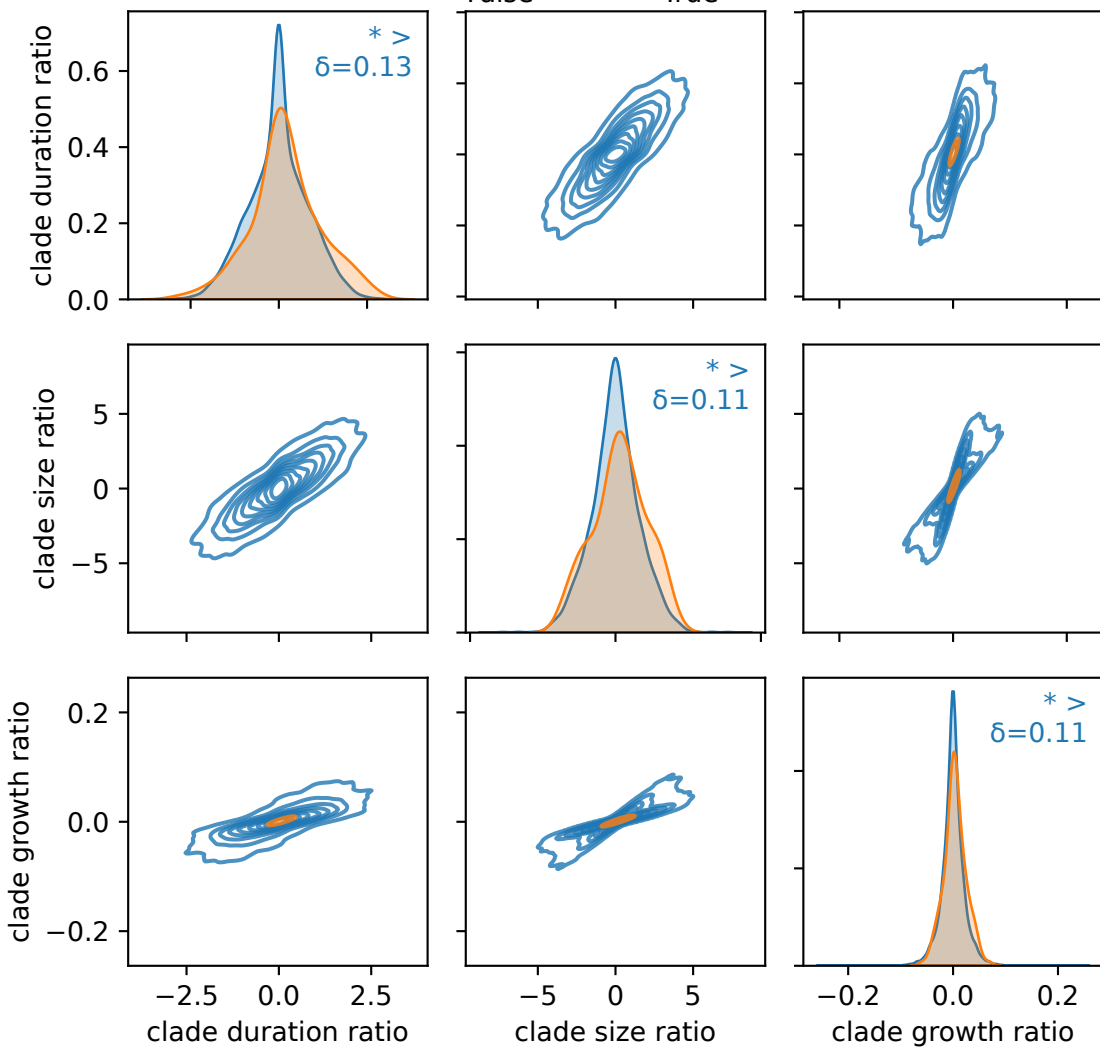 clade duration ratio
0.6
0.4
0.2
0.0
* >
δ=0.13
clade size ratio
5
0
−5
* >
δ=0.11
clade growth ratio
0.2
0.0
−0.2
* >
δ=0.11
−2.5 0.0 2.5
−5 0 5
−0.2 0.0 0.2
clade duration ratio
clade size ratio
clade growth ratio